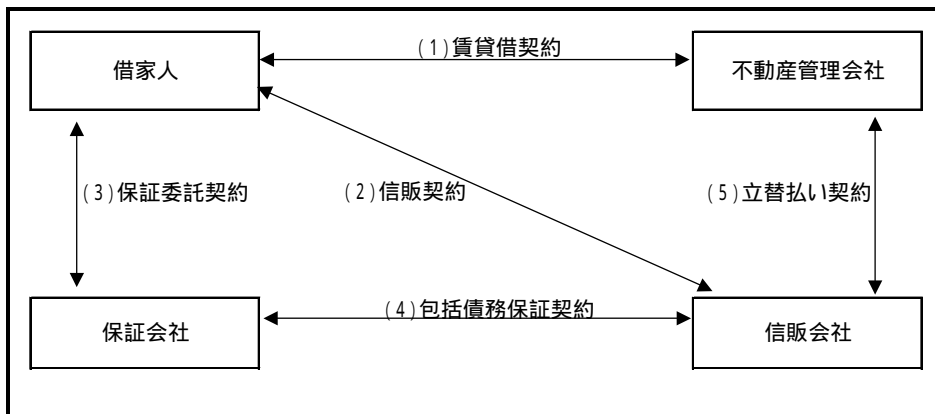 (1)賃貸借契約
借家人
不動産管理会社
(3)保証委託契約
(2)信販契約
(5)立替払い契約
(4)包括債務保証契約
保証会社
信販会社